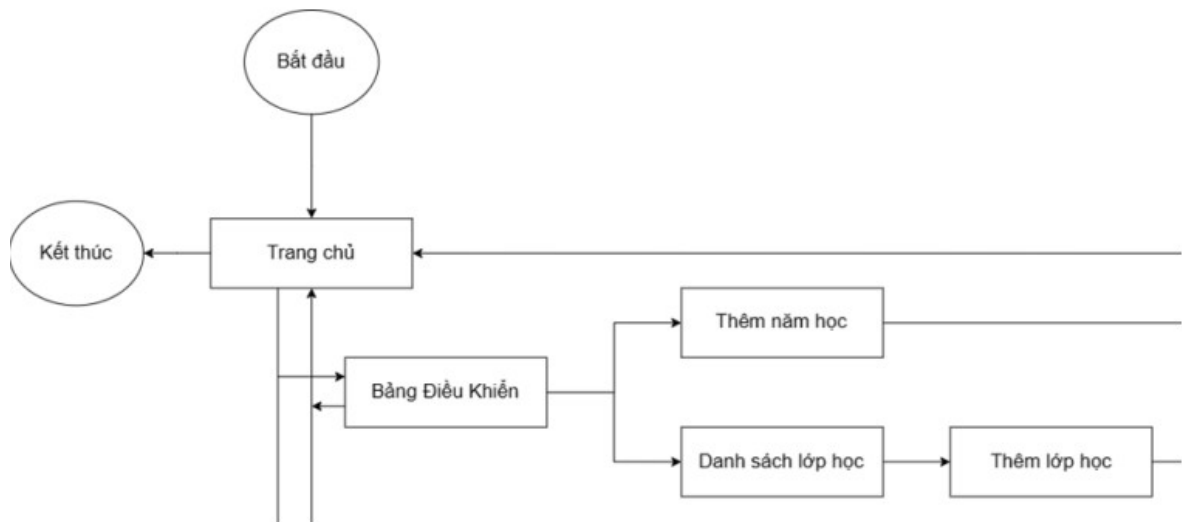 Bắt đầu
Kết thúc
Trang chủ
Thêm năm học
Bảng Điều Khiển
Danh sách lớp học
Thêm lớp học